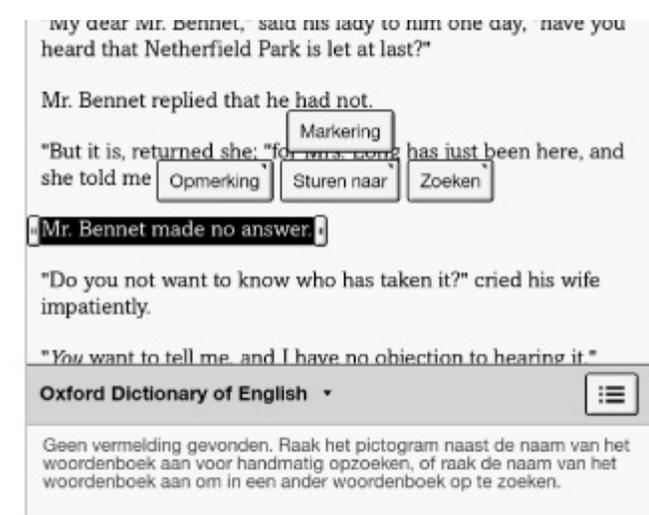 "My dear Mr. Bennet," said his lady to him one day, "have you
heard that Netherfield Park is let at last?"
Mr. Bennet replied that he had not.
Markering
"But it is, returned she; "for Mrs. Long has just been here, and
she told me
Opmerking
Sturen naar
Zoeken
Mr. Bennet made no answer.
"Do you not want to know who has taken it?" cried his wife
impatiently.
"You want to tell me, and I have no objection to hearing it."
Oxford Dictionary of English
Geen vermelding gevonden. Raak het pictogram naast de naam van het
woordenboek aan voor handmatig opzoeken, of raak de naam van het
woordenboek aan om in een ander woordenboek op te zoeken.